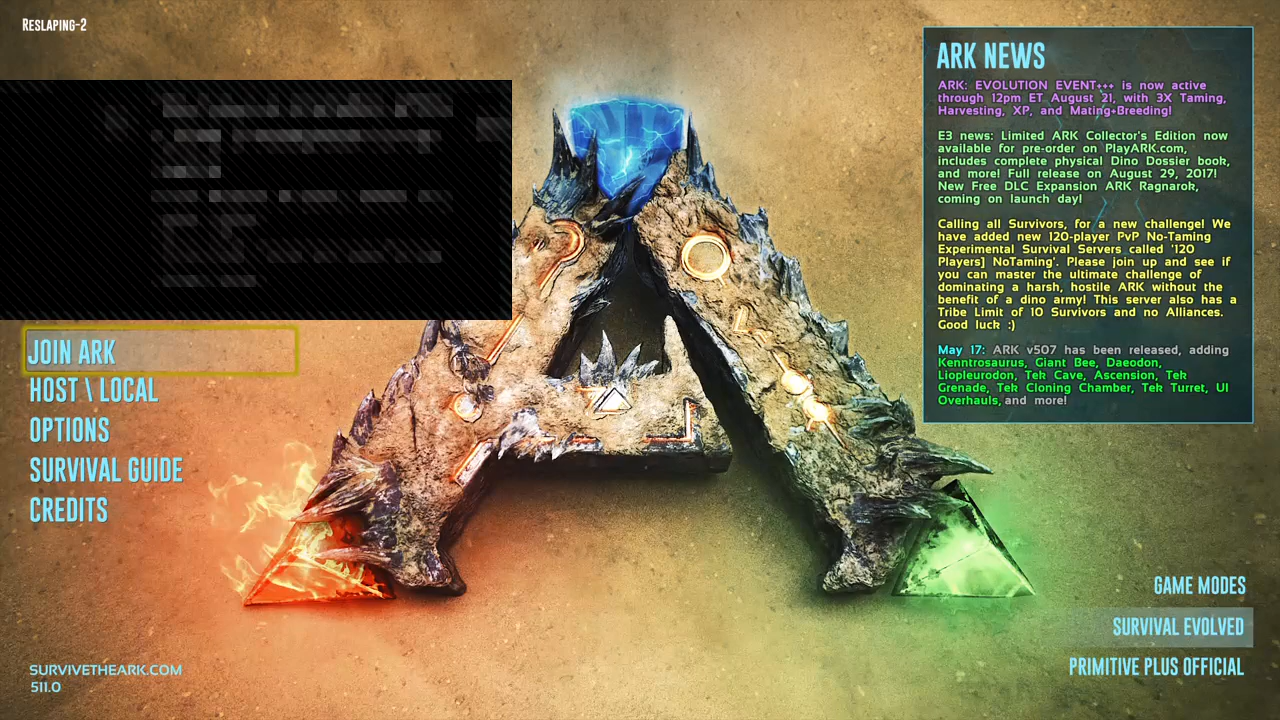 RESLAPING-2
ARK NEWS
ARK: EVOLUTION EVENT+++ is now active
through 12pm ET August 21, with 3X Taming,
Harvesting, XP, and Mating+Breeding!
E3 news: Limited ARK Collector's Edition now
available for pre-order on PlayARK.com,
includes complete physical Dino Dossier book,
and more! Full release on August 29, 2017!
New Free DLC Expansion ARK Ragnarok,
coming on launch day!
Calling all Survivors, for a new challenge! We
have added new 120-player PvP No-Taming
Experimental Survival Servers called '120
Players] NoTaming'. Please join up and see if
you can master the ultimate challenge of
dominating a harsh, hostile ARK without the
benefit of a dino army! This server also has a
Tribe Limit of 10 Survivors and no Alliances.
Good luck :)
May 17: ARK v507 has been released, adding
Kenntrosaurus, Giant Bee, Daeodon,
Liopleurodon, Tek Cave, Ascension, Tek
Grenade, Tek Cloning Chamber, Tek Turret, UI
Overhauls, and more!
JOIN ARK
HOST \ LOCAL
OPTIONS
SURVIVAL GUIDE
CREDITS
GAME MODES
SURVIVAL EVOLVED
PRIMITIVE PLUS OFFICIAL
SURVIVETHEARK.COM
511.0